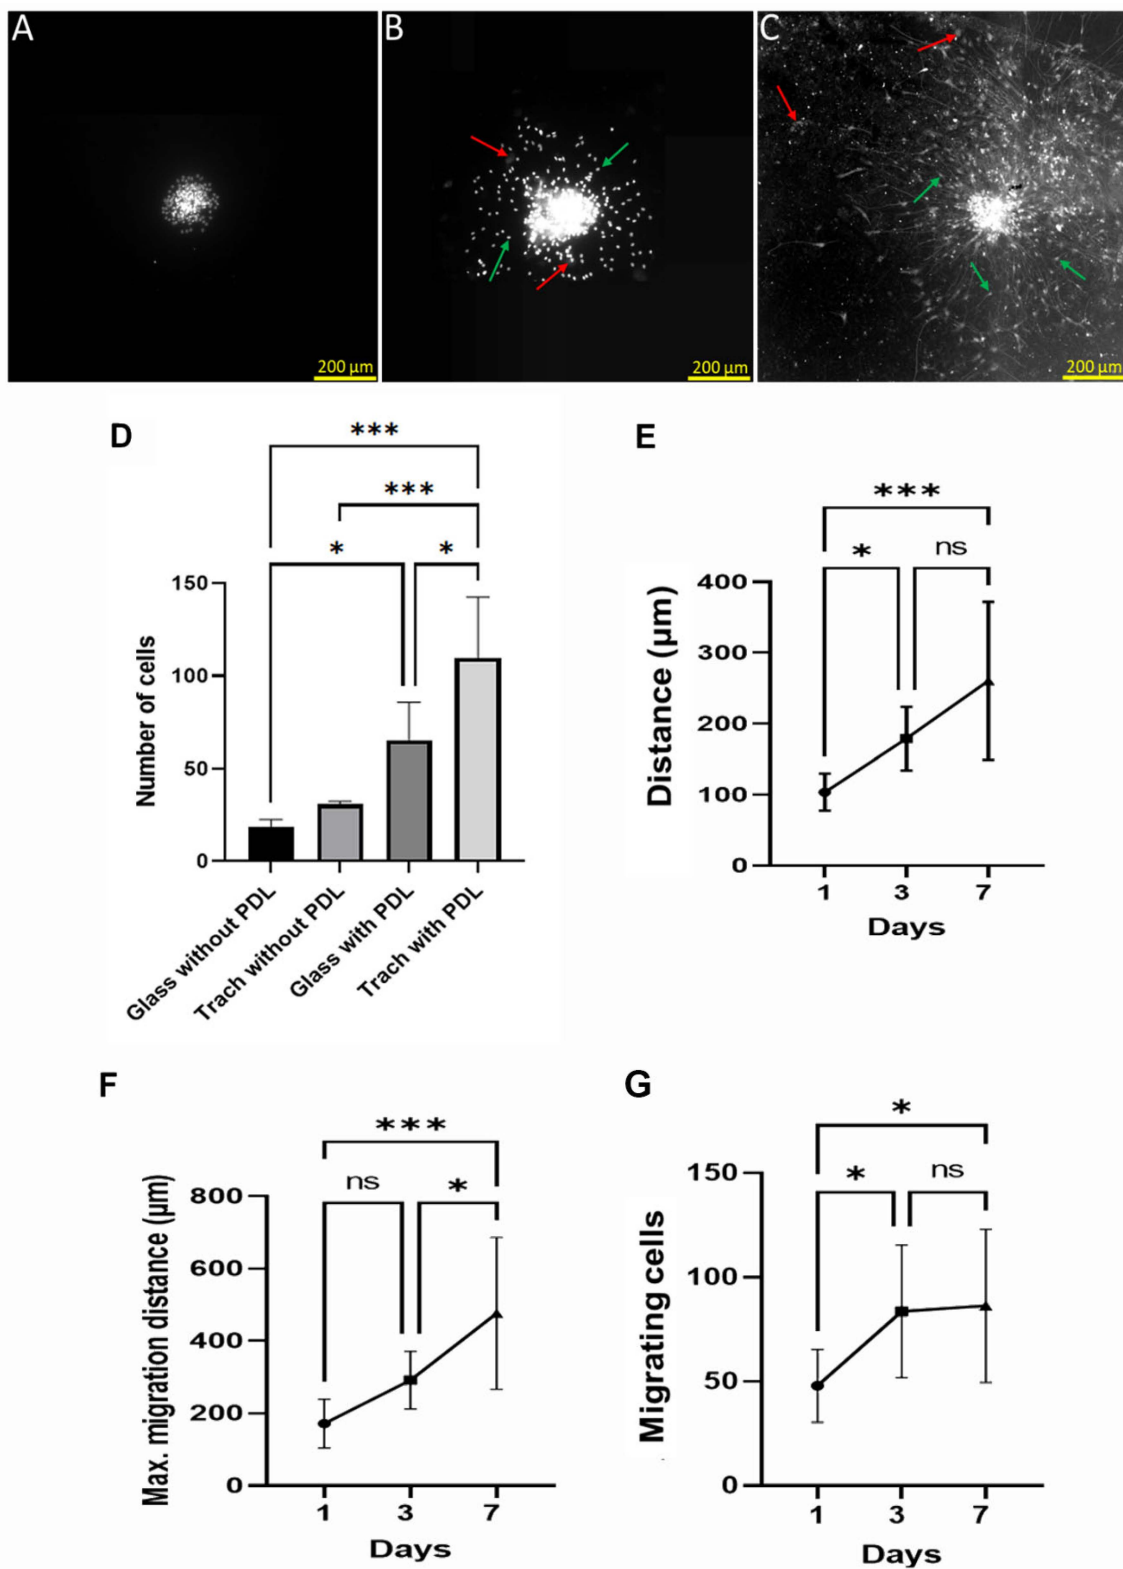 A
B
C
200 µm
200 µm
200 µm
D
***
***
*
*
150
100
50
0
Number of cells
Glass without PDL
Trach without PDL
Glass with PDL
Trach with PDL
E
***
*
ns
400
300
200
100
0
Distance (µm)
1
3
7
Days
F
***
ns
*
800
600
400
200
0
Max. migration distance (µm)
1
3
7
Days
G
*
*
ns
150
100
50
0
Migrating cells
1
3
7
Days